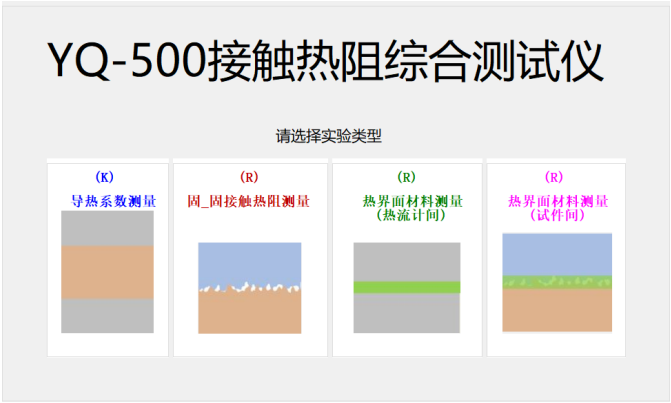 YQ-500接触热阻综合测试仪
请选择实验类型
(K)
导热系数测量
(R)
固_固接触热阻测量
(R)
热界面材料测量
(热流计间)
(R)
热界面材料测量
(试件间)